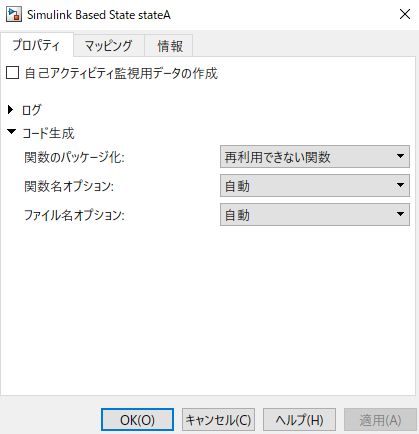 Simulink Based State stateA
プロパティ マッピング 情報
自己アクティビティ監視用データの作成
ログ
コード生成
関数のパッケージ化: 再利用できない関数
関数名オプション: 自動
ファイル名オプション: 自動
OK(O) キャンセル(C) ヘルプ(H) 適用(A)